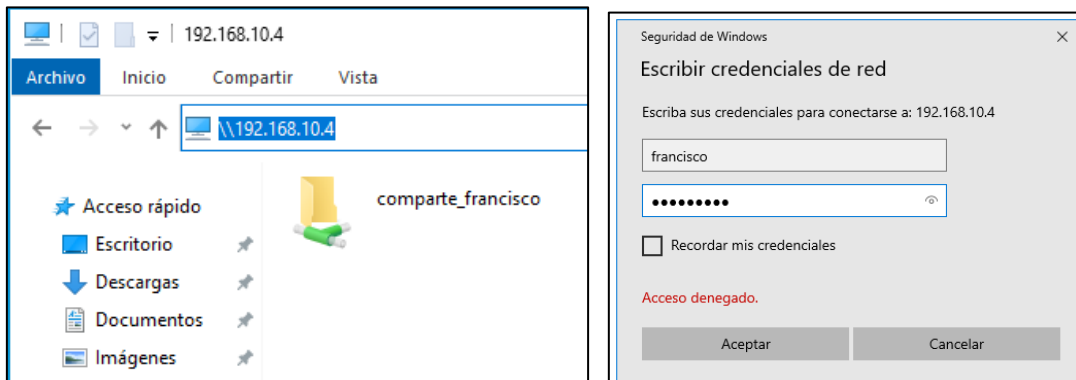 192.168.10.4
Archivo Inicio Compartir Vista
\\192.168.10.4
Acceso rápido
Escritorio
Descargas
Documentos
Imágenes
comparte_francisco
Seguridad de Windows
Escribir credenciales de red
Escriba sus credenciales para conectarse a: 192.168.10.4
francisco
•••••••••
Recordar mis credenciales
Acceso denegado.
Aceptar Cancelar